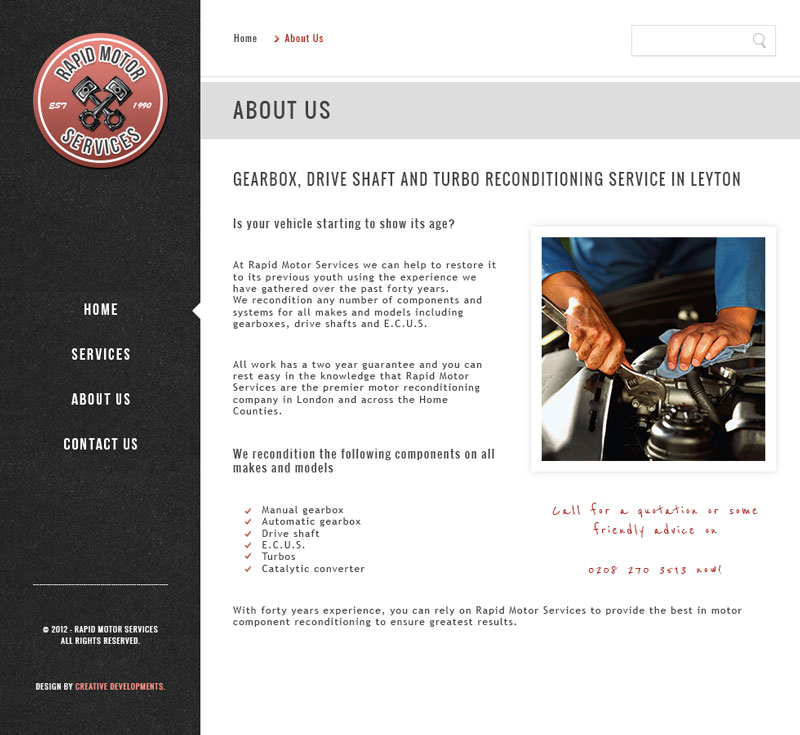 RAPID MOTOR
EST 1990
SERVICES
HOME
SERVICES
ABOUT US
CONTACT US
© 2012 - RAPID MOTOR SERVICES
ALL RIGHTS RESERVED.
DESIGN BY CREATIVE DEVELOPMENTS.
Home About Us
ABOUT US
GEARBOX, DRIVE SHAFT AND TURBO RECONDITIONING SERVICE IN LEYTON
Is your vehicle starting to show its age?
At Rapid Motor Services we can help to restore it
to its previous youth using the experience we
have gathered over the past forty years.
We recondition any number of components and
systems for all makes and models including
gearboxes, drive shafts and E.C.U.S.
All work has a two year guarantee and you can
rest easy in the knowledge that Rapid Motor
Services are the premier motor reconditioning
company in London and across the Home
Counties.
We recondition the following components on all
makes and models
Manual gearbox
Automatic gearbox
Drive shaft
E.C.U.S.
Turbos
Catalytic converter
Call for a quotation or some
friendly advice on
0208 270 3513 now!
With forty years experience, you can rely on Rapid Motor Services to provide the best in motor
component reconditioning to ensure greatest results.